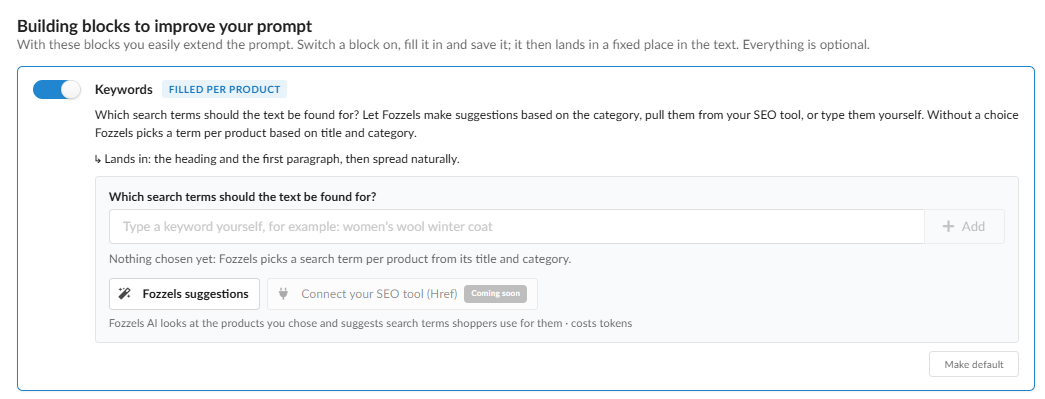 Building blocks to improve your prompt
With these blocks you easily extend the prompt. Switch a block on, fill it in and save it; it then lands in a fixed place in the text. Everything is optional.
Keywords FILLED PER PRODUCT
Which search terms should the text be found for? Let Fozzels make suggestions based on the category, pull them from your SEO tool, or type them yourself. Without a choice
Fozzels picks a term per product based on title and category.
↳ Lands in: the heading and the first paragraph, then spread naturally.
Which search terms should the text be found for?
Type a keyword yourself, for example: women's wool winter coat
+ Add
Nothing chosen yet: Fozzels picks a search term per product from its title and category.
Fozzels suggestions
Connect your SEO tool (Href) Coming soon
Fozzels AI looks at the products you chose and suggests search terms shoppers use for them · costs tokens
Make default